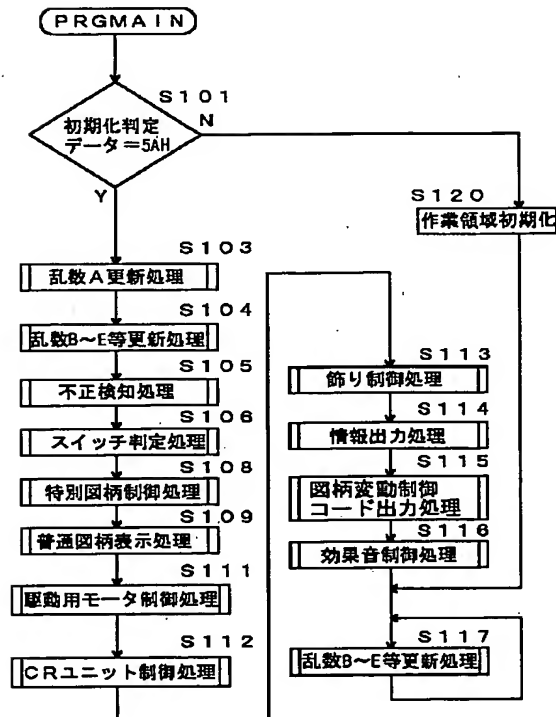 PRGMAIN
S101
初期化判定
データ=5AH
N
Y
S120
作業領域初期化
S103
乱数A更新処理
S104
乱数B~E等更新処理
S105
不正検知処理
S106
スイッチ判定処理
S108
特別図柄制御処理
S109
普通図柄表示処理
S111
駆動用モータ制御処理
S112
CRユニット制御処理
S113
飾り制御処理
S114
情報出力処理
S115
図柄変動制御
コード出力処理
S116
効果音制御処理
S117
乱数B~E等更新処理